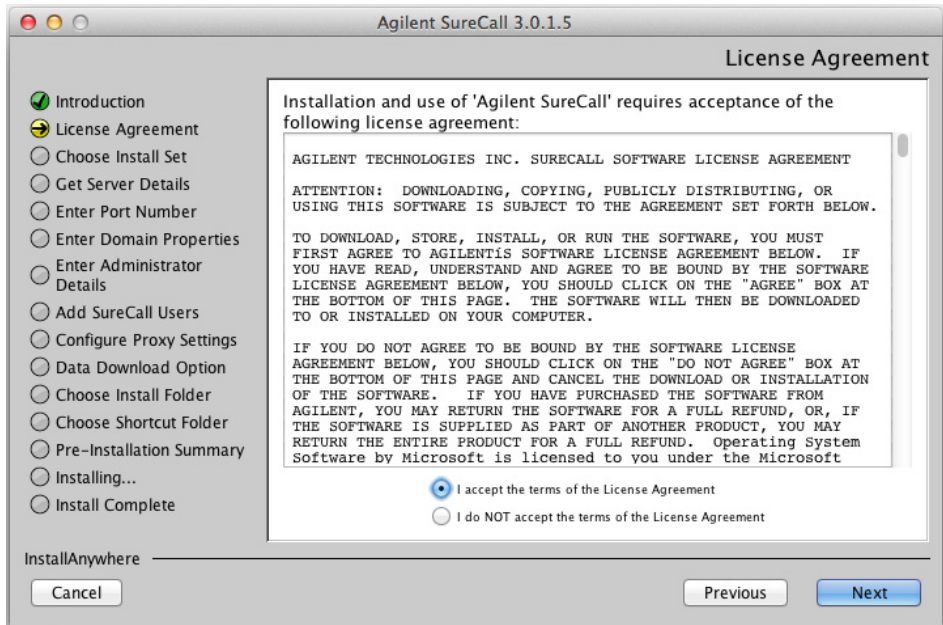 Agilent SureCall 3.0.1.5
License Agreement
Introduction
License Agreement
Choose Install Set
Get Server Details
Enter Port Number
Enter Domain Properties
Enter Administrator
Details
Add SureCall Users
Configure Proxy Settings
Data Download Option
Choose Install Folder
Choose Shortcut Folder
Pre-Installation Summary
Installing...
Install Complete
Installation and use of 'Agilent SureCall' requires acceptance of the
following license agreement:
AGILENT TECHNOLOGIES INC. SURECALL SOFTWARE LICENSE AGREEMENT
ATTENTION:  DOWNLOADING, COPYING, PUBLICLY DISTRIBUTING, OR
USING THIS SOFTWARE IS SUBJECT TO THE AGREEMENT SET FORTH BELOW.
TO DOWNLOAD, STORE, INSTALL, OR RUN THE SOFTWARE, YOU MUST
FIRST AGREE TO AGILENTíS SOFTWARE LICENSE AGREEMENT BELOW.  IF
YOU HAVE READ, UNDERSTAND AND AGREE TO BE BOUND BY THE SOFTWARE
LICENSE AGREEMENT BELOW, YOU SHOULD CLICK ON THE "AGREE" BOX AT
THE BOTTOM OF THIS PAGE.  THE SOFTWARE WILL THEN BE DOWNLOADED
TO OR INSTALLED ON YOUR COMPUTER.
IF YOU DO NOT AGREE TO BE BOUND BY THE SOFTWARE LICENSE
AGREEMENT BELOW, YOU SHOULD CLICK ON THE "DO NOT AGREE" BOX AT
THE BOTTOM OF THIS PAGE AND CANCEL THE DOWNLOAD OR INSTALLATION
OF THE SOFTWARE.   IF YOU HAVE PURCHASED THE SOFTWARE FROM
AGILENT, YOU MAY RETURN THE SOFTWARE FOR A FULL REFUND, OR, IF
THE SOFTWARE IS SUPPLIED AS PART OF ANOTHER PRODUCT, YOU MAY
RETURN THE ENTIRE PRODUCT FOR A FULL REFUND.  Operating System
Software by Microsoft is licensed to you under the Microsoft
I accept the terms of the License Agreement
I do NOT accept the terms of the License Agreement
InstallAnywhere
Cancel
Previous
Next